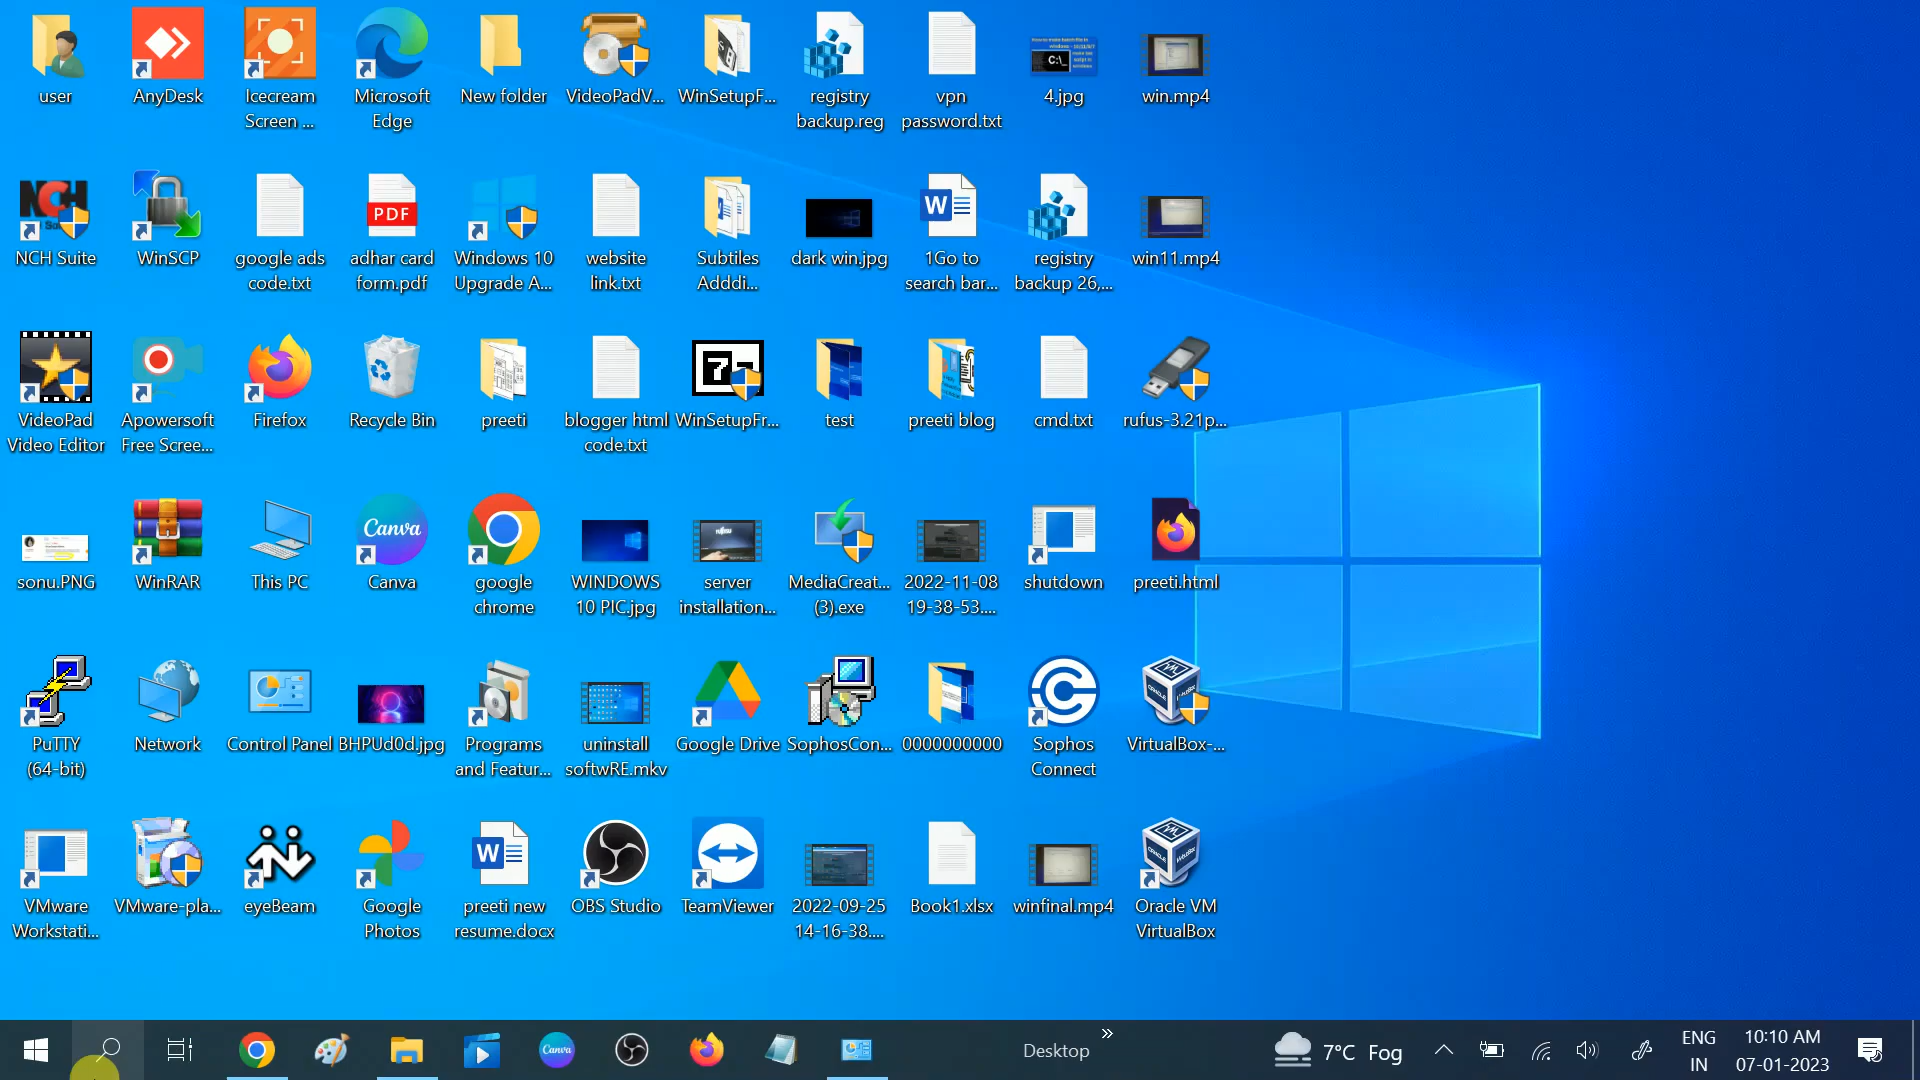 user
AnyDesk
Icecream
Screen ...
Microsoft
Edge
New folder
VideoPadV...
WinSetupF...
registry
backup.reg
vpn
password.txt
4.jpg
win.mp4
NCH Suite
WinSCP
google ads
code.txt
PDF
adhar card
form.pdf
Windows 10
Upgrade A...
website
link.txt
Subtiles
Adddi...
dark win.jpg
1Go to
search bar...
registry
backup 26,...
win11.mp4
VideoPad
Video Editor
Apowersoft
Free Scree...
Firefox
Recycle Bin
preeti
blogger html
code.txt
WinSetupFr...
test
preeti blog
cmd.txt
rufus-3.21p...
sonu.PNG
WinRAR
This PC
Canva
Canva
google
chrome
WINDOWS
10 PIC.jpg
server
installation...
MediaCreat...
(3).exe
2022-11-08
19-38-53....
shutdown
preeti.html
PuTTY
(64-bit)
Network
Control Panel
BHPUd0d.jpg
Programs
and Featur...
uninstall
softwRE.mkv
Google Drive
SophosCon...
0000000000
Sophos
Connect
VirtualBox-...
VMware
Workstati...
VMware-pla...
eyeBeam
Google
Photos
preeti new
resume.docx
OBS Studio
TeamViewer
2022-09-25
14-16-38....
Book1.xlsx
winfinal.mp4
Oracle VM
VirtualBox
Canva
Desktop
7°C Fog
ENG
IN
10:10 AM
07-01-2023